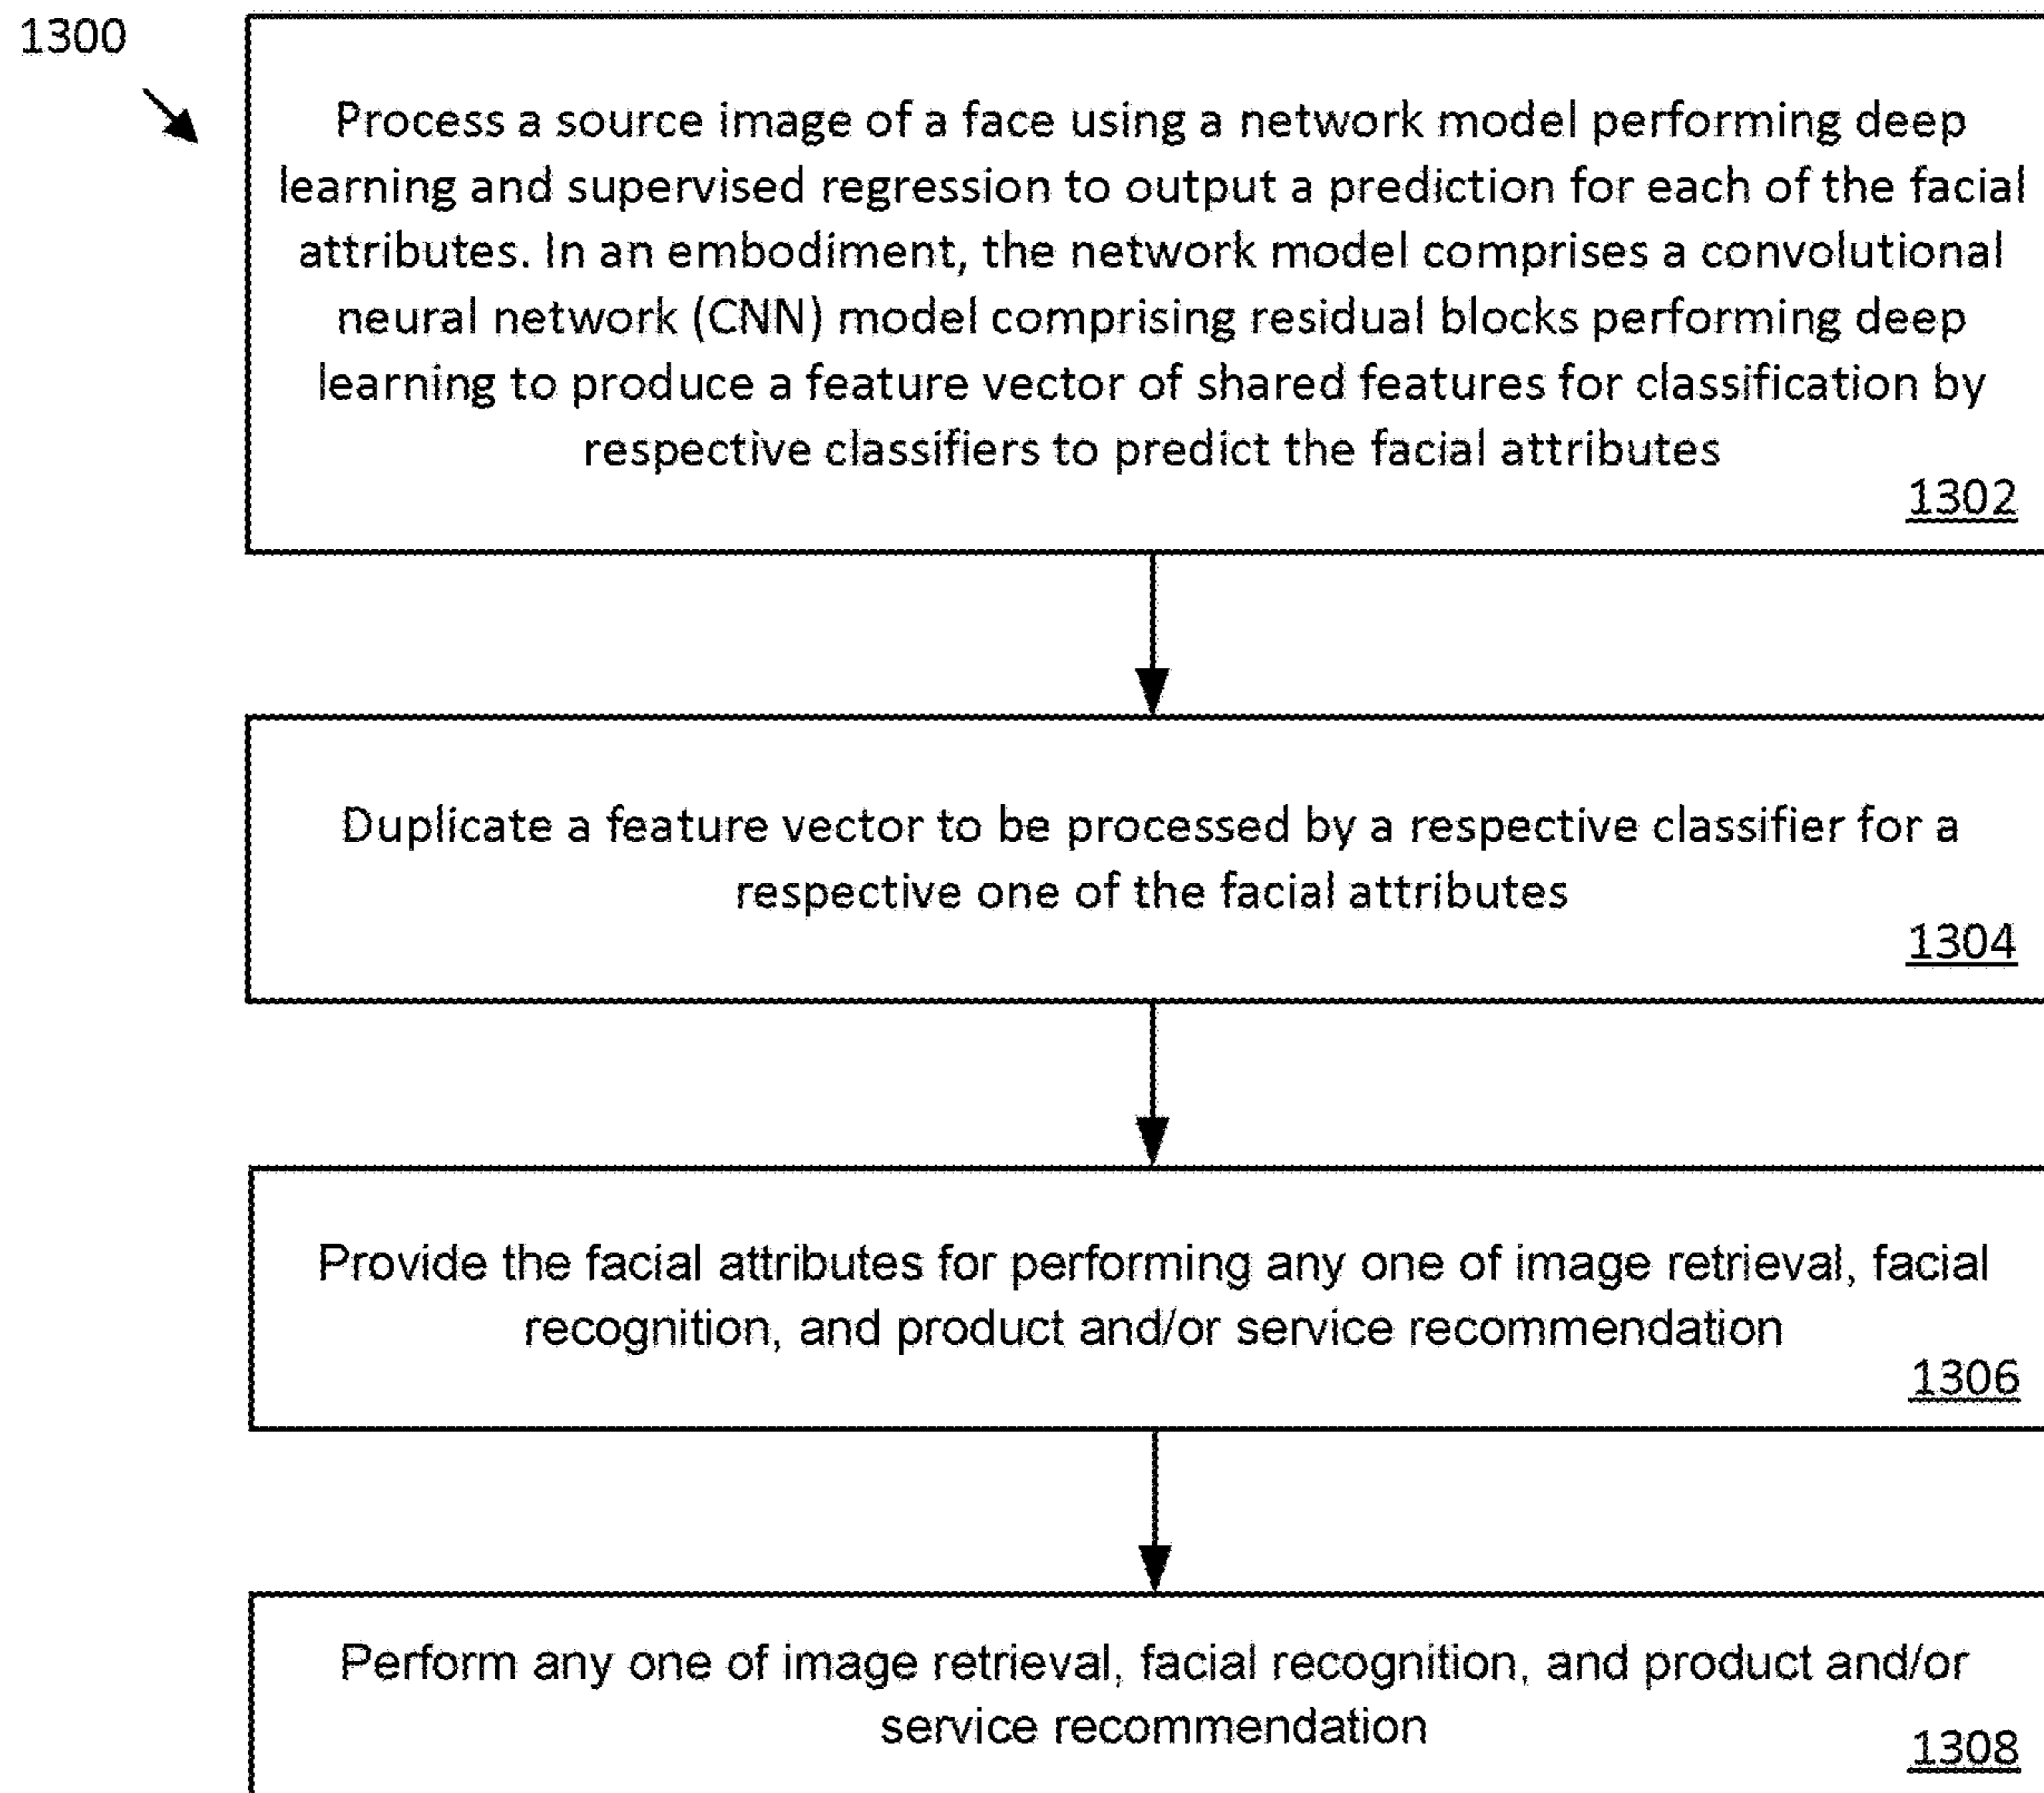 1300
Process a source image of a face using a network model performing deep
learning and supervised regression to output a prediction for each of the facial
attributes. In an embodiment, the network model comprises a convolutional
neural network (CNN) model comprising residual blocks performing deep
learning to produce a feature vector of shared features for classification by
respective classifiers to predict the facial attributes
1302
Duplicate a feature vector to be processed by a respective classifier for a
respective one of the facial attributes
1304
Provide the facial attributes for performing any one of image retrieval, facial
recognition, and product and/or service recommendation
1306
Perform any one of image retrieval, facial recognition, and product and/or
service recommendation
1308